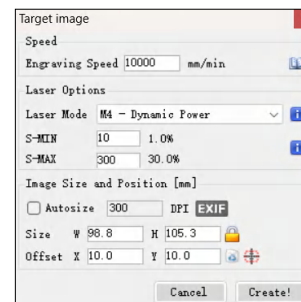 Target image
Speed
Engraving Speed 10000 mm/min
Laser Options
Laser Mode M4 - Dynamic Power
S-MIN 10 1.0%
S-MAX 300 30.0%
Image Size and Position [mm]
Autosize 300 DPI EXIF
Size W 98.8 H 105.3
Offset X 10.0 Y 10.0
Cancel Create!